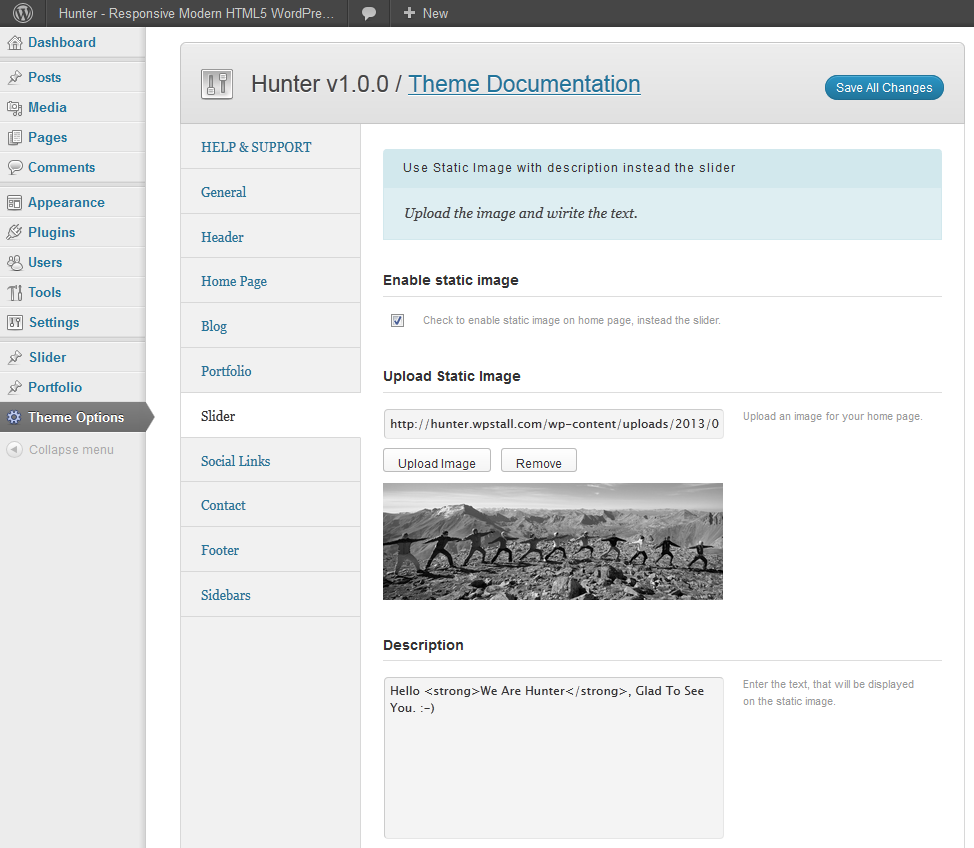 Hunter - Responsive Modern HTML5 WordPre...
New
Dashboard
Posts
Media
Pages
Comments
Appearance
Plugins
Users
Tools
Settings
Slider
Portfolio
Theme Options
Collapse menu
Hunter v1.0.0 / Theme Documentation
Save All Changes
HELP & SUPPORT
General
Header
Home Page
Blog
Portfolio
Slider
Social Links
Contact
Footer
Sidebars
Use Static Image with description instead the slider
Upload the image and wirite the text.
Enable static image
Check to enable static image on home page, instead the slider.
Upload Static Image
http://hunter.wpstall.com/wp-content/uploads/2013/0
Upload an image for your home page.
Upload Image
Remove
Description
Hello <strong>We Are Hunter</strong>, Glad To See
You. :-)
Enter the text, that will be displayed
on the static image.